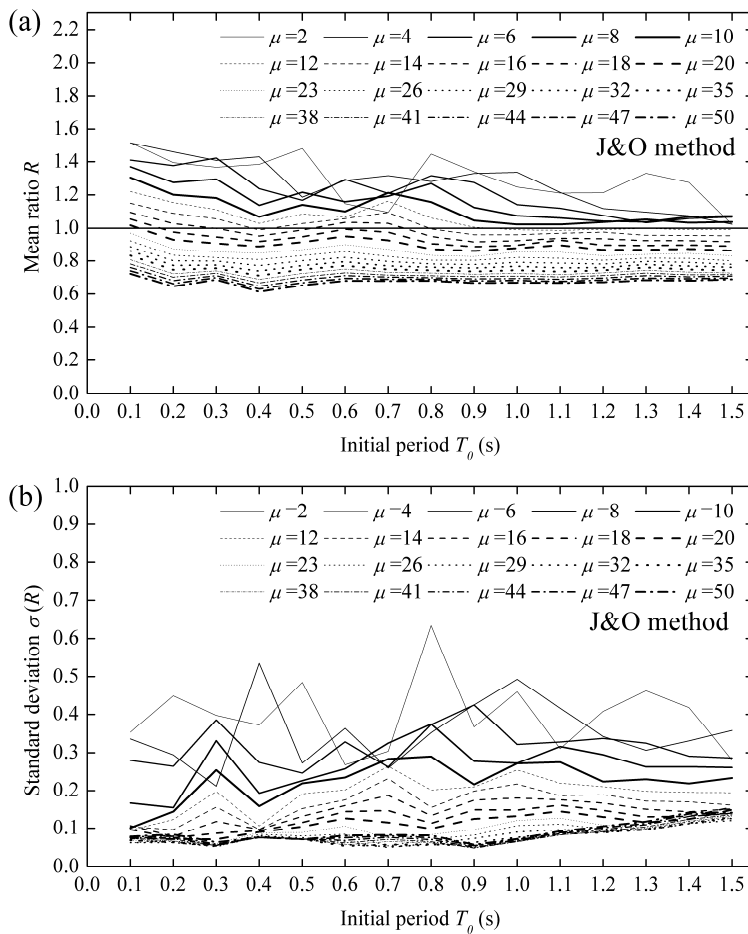 (a)
2.2
2.0
1.8
1.6
1.4
1.2
1.0
0.8
0.6
0.4
0.2
0.0
Mean ratio R
μ=2 μ=4 μ=6 μ=8 μ=10
μ=12 μ=14 μ=16 μ=18 μ=20
μ=23 μ=26 μ=29 μ=32 μ=35
μ=38 μ=41 μ=44 μ=47 μ=50
J&O method
0.0 0.1 0.2 0.3 0.4 0.5 0.6 0.7 0.8 0.9 1.0 1.1 1.2 1.3 1.4 1.5
Initial period T0 (s)
(b)
1.0
0.9
0.8
0.7
0.6
0.5
0.4
0.3
0.2
0.1
0.0
Standard deviation σ(R)
μ=2 μ=4 μ=6 μ=8 μ=10
μ=12 μ=14 μ=16 μ=18 μ=20
μ=23 μ=26 μ=29 μ=32 μ=35
μ=38 μ=41 μ=44 μ=47 μ=50
J&O method
0.0 0.1 0.2 0.3 0.4 0.5 0.6 0.7 0.8 0.9 1.0 1.1 1.2 1.3 1.4 1.5
Initial period T0 (s)